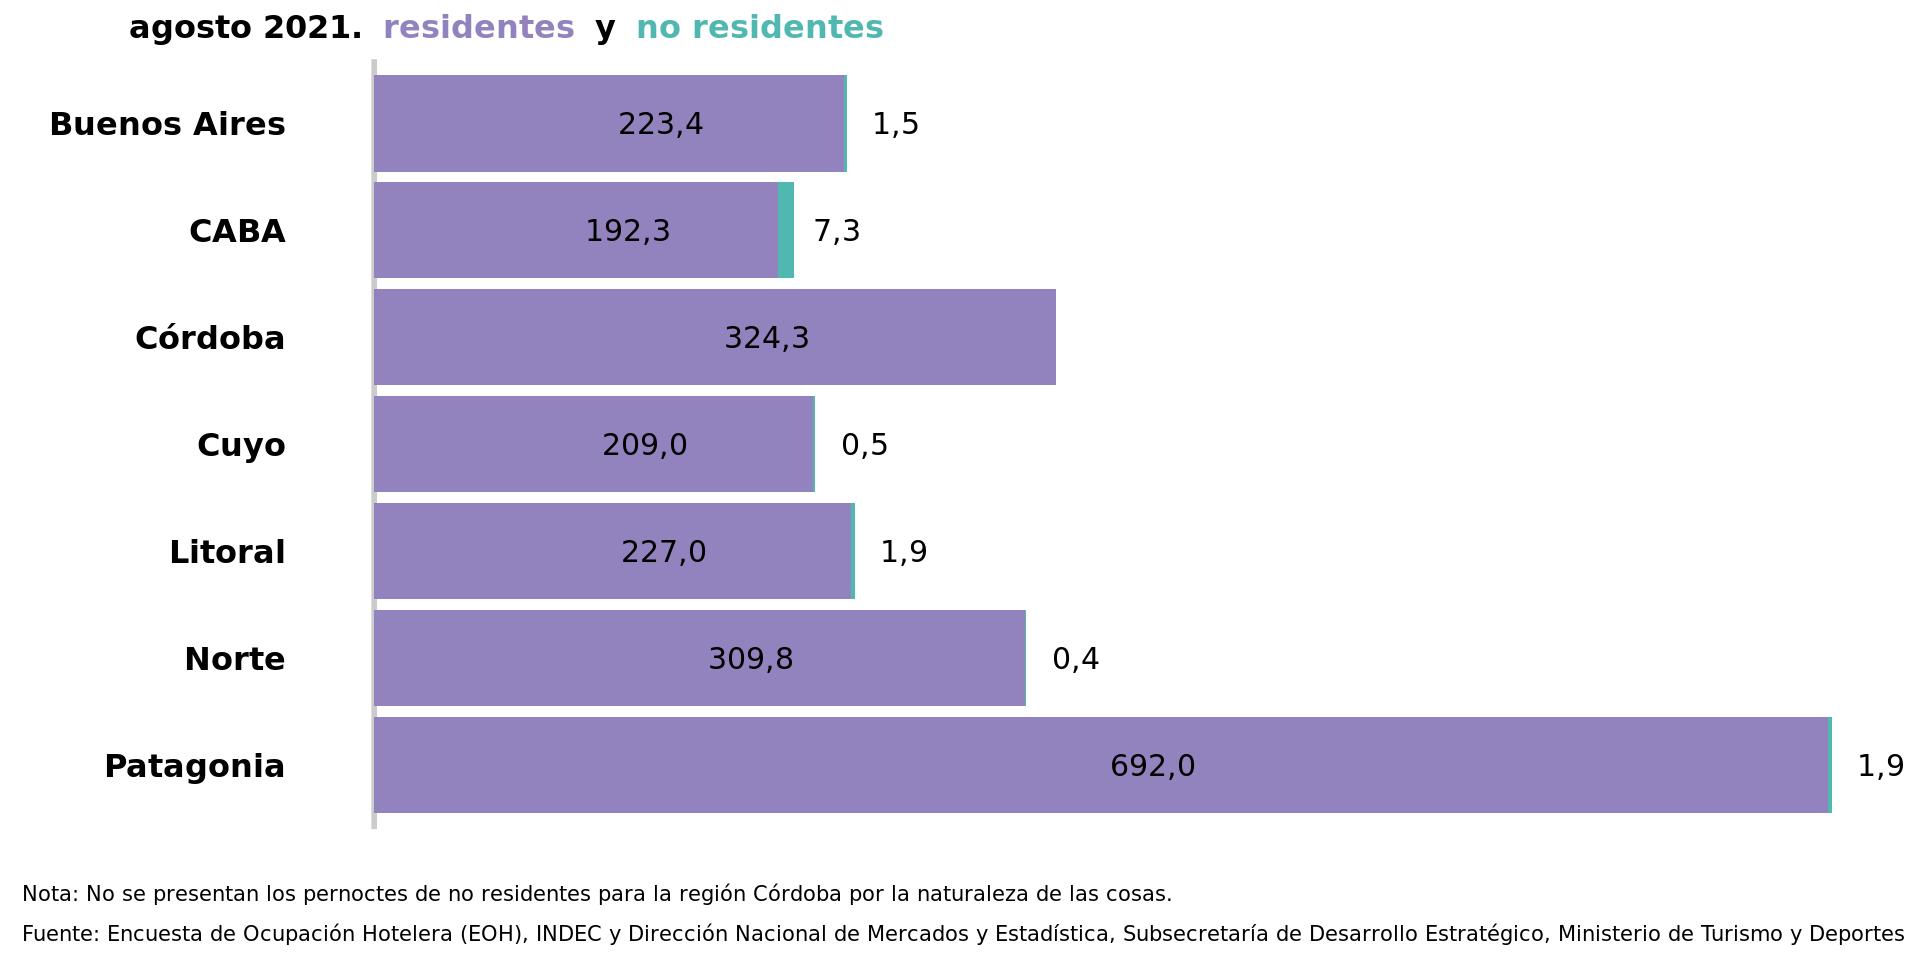 agosto 2021. residentes y no residentes
Buenos Aires 223,4 1,5
CABA 192,3 7,3
Córdoba 324,3
Cuyo 209,0 0,5
Litoral 227,0 1,9
Norte 309,8 0,4
Patagonia 692,0 1,9
Nota: No se presentan los pernoctes de no residentes para la región Córdoba por la naturaleza de las cosas.
Fuente: Encuesta de Ocupación Hotelera (EOH), INDEC y Dirección Nacional de Mercados y Estadística, Subsecretaría de Desarrollo Estratégico, Ministerio de Turismo y Deportes